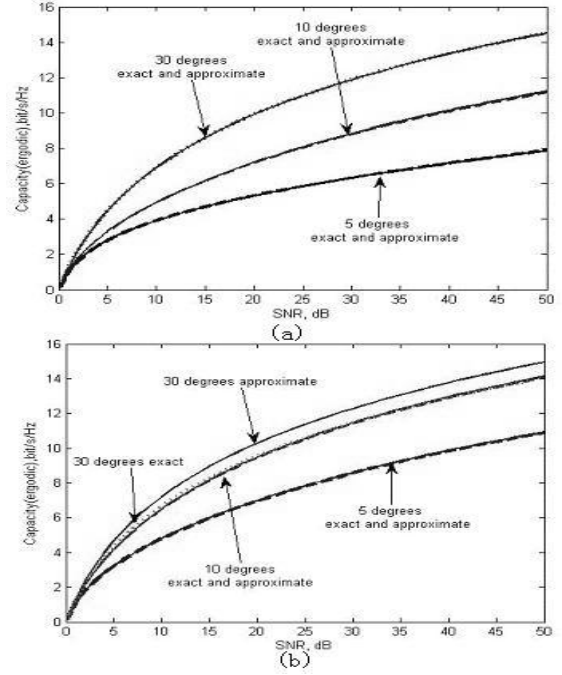 16
14
12
10
8
6
4
2
0
Capacity(ergodic),bit/s/Hz
10 degrees
exact and approximate
30 degrees
exact and approximate
5 degrees
exact and approximate
0 5 10 15 20 25 30 35 40 45 50
SNR, dB
(a)
16
14
12
10
8
6
4
2
0
Capacity(ergodic),bit/s/Hz
30 degrees approximate
30 degrees exact
5 degrees
exact and approximate
10 degrees
exact and approximate
0 5 10 15 20 25 30 35 40 45 50
SNR, dB
(b)